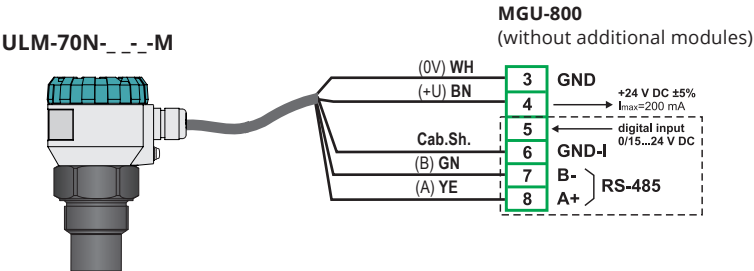 MGU-800
(without additional modules)
ULM-70N-_ _-_-M
(0V) WH
3 GND
(+U) BN
4
+24 V DC ±5%
Imax=200 mA
5
digital input
0/15...24 V DC
Cab.Sh.
6 GND-I
(B) GN
7 B-
RS-485
(A) YE
8 A+